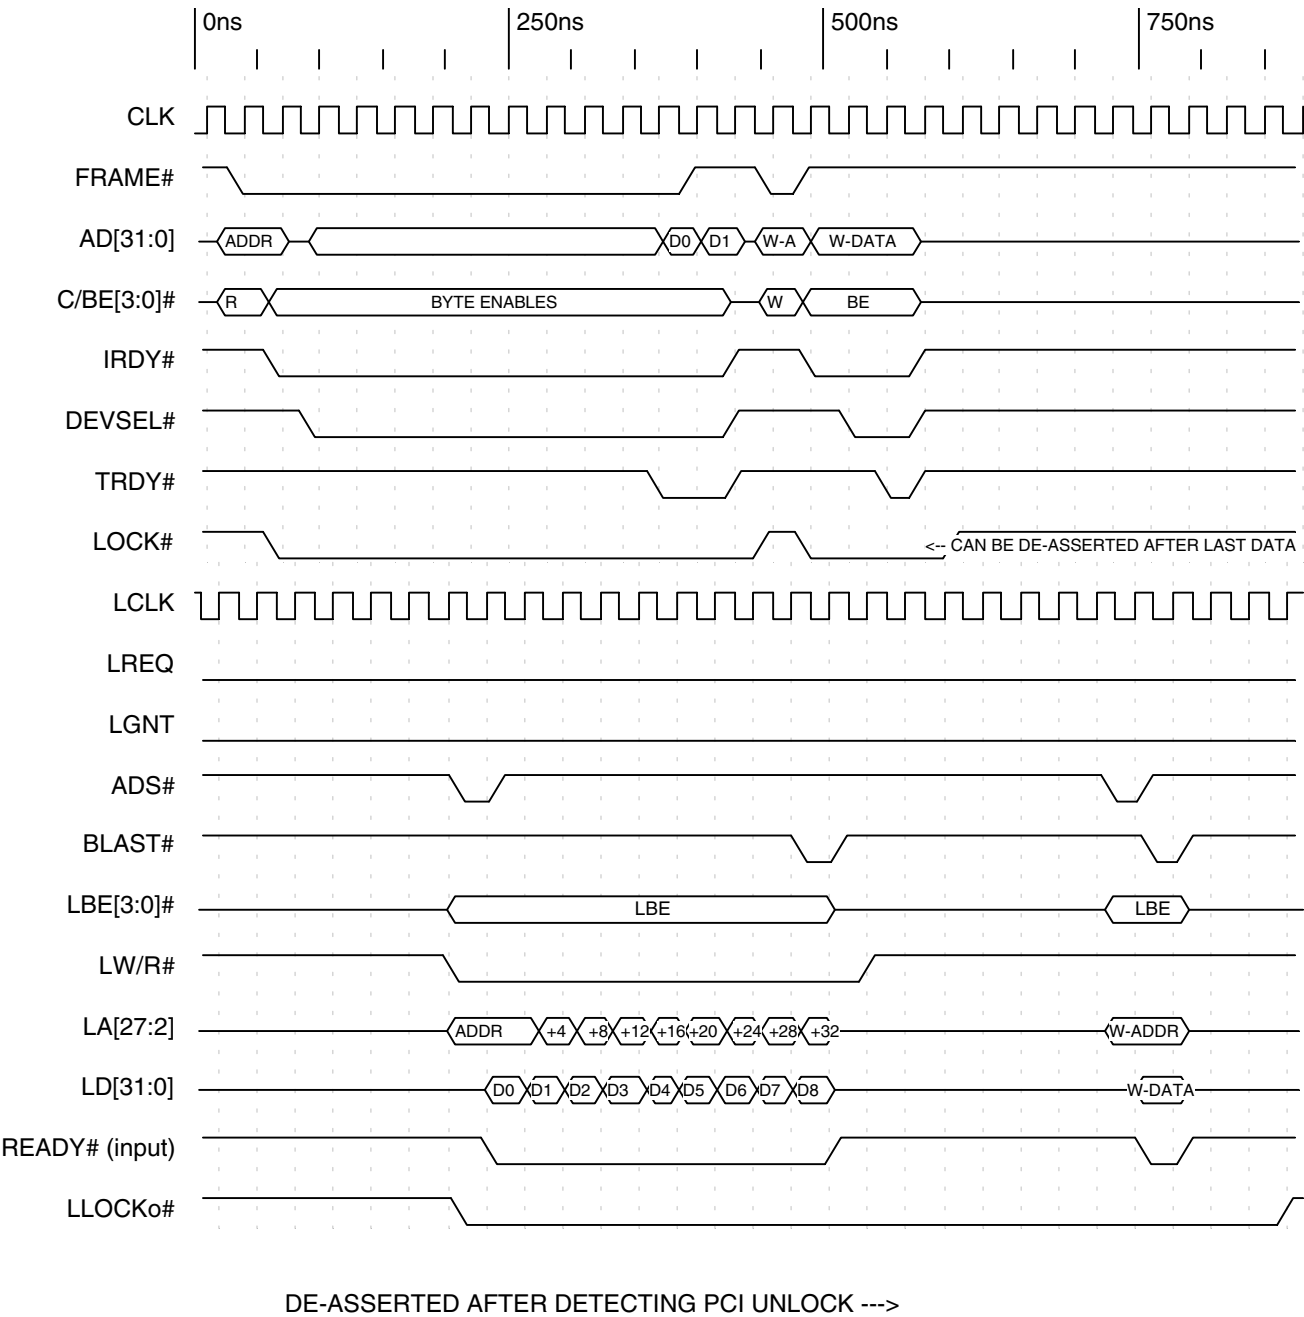 0ns 250ns 500ns 750ns
CLK
FRAME#
AD[31:0] ADDR D0 D1 W-A W-DATA
C/BE[3:0]# R BYTE ENABLES W BE
IRDY#
DEVSEL#
TRDY#
LOCK# <-- CAN BE DE-ASSERTED AFTER LAST DATA
LCLK
LREQ
LGNT
ADS#
BLAST#
LBE[3:0]# LBE LBE
LW/R#
LA[27:2] ADDR +4 +8 +12 +16 +20 +24 +28 +32 W-ADDR
LD[31:0] D0 D1 D2 D3 D4 D5 D6 D7 D8 W-DATA
READY# (input)
LLOCKo#
DE-ASSERTED AFTER DETECTING PCI UNLOCK --->